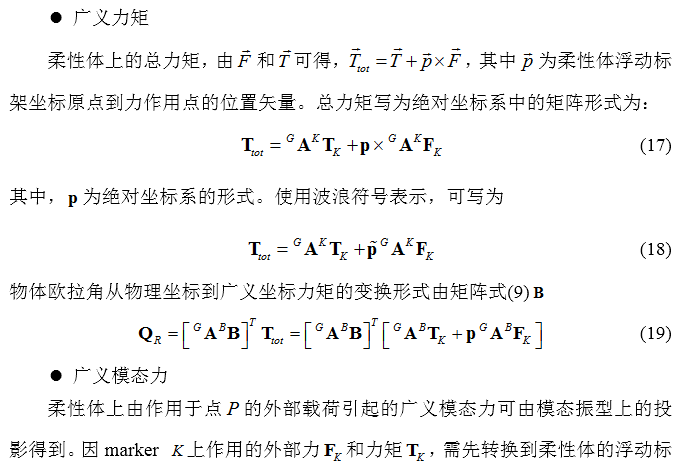 ● 广义力矩
柔性体上的总力矩，由 $\vec{F}$ 和 $\vec{T}$ 可得，$\vec{T}_{tot}=\vec{T}+\vec{p}\times\vec{F}$，其中 $\vec{p}$ 为柔性体浮动标
架坐标原点到力作用点的位置矢量。总力矩写为绝对坐标系中的矩阵形式为：
$\mathbf{T}_{tot}={}^{G}\mathbf{A}^{K}\mathbf{T}_{K}+\mathbf{p}\times{}^{G}\mathbf{A}^{K}\mathbf{F}_{K}$ (17)
其中，$\mathbf{p}$ 为绝对坐标系的形式。使用波浪符号表示，可写为
$\mathbf{T}_{tot}={}^{G}\mathbf{A}^{K}\mathbf{T}_{K}+\tilde{\mathbf{p}}\,{}^{G}\mathbf{A}^{K}\mathbf{F}_{K}$ (18)
物体欧拉角从物理坐标到广义坐标力矩的变换形式由矩阵式(9) $\mathbf{B}$
$\mathbf{Q}_{R}=\left[{}^{G}\mathbf{A}^{B}\mathbf{B}\right]^{T}\mathbf{T}_{tot}=\left[{}^{G}\mathbf{A}^{B}\mathbf{B}\right]^{T}\left[{}^{G}\mathbf{A}^{B}\mathbf{T}_{K}+\mathbf{p}\,{}^{G}\mathbf{A}^{B}\mathbf{F}_{K}\right]$ (19)
● 广义模态力
柔性体上由作用于点 $P$ 的外部载荷引起的广义模态力可由模态振型上的投
影得到。因 marker $K$ 上作用的外部力 $\mathbf{F}_{K}$ 和力矩 $\mathbf{T}_{K}$，需先转换到柔性体的浮动标